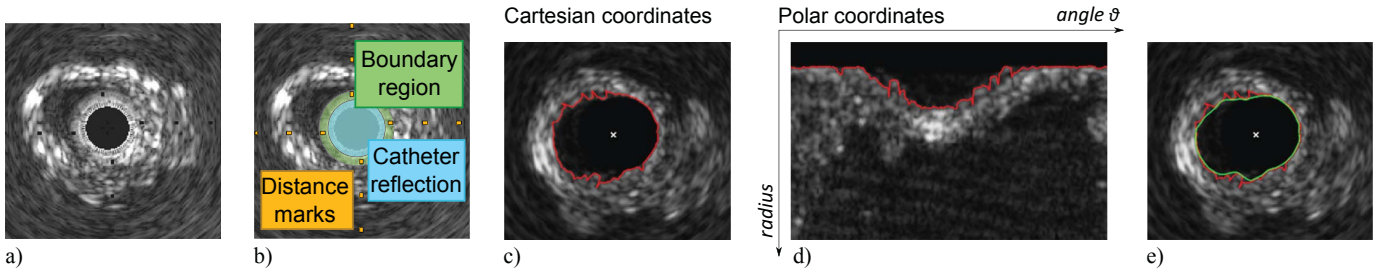 Cartesian coordinates
Polar coordinates
angle ϑ
Boundary
region
Catheter
reflection
Distance
marks
radius
a)
b)
c)
d)
e)